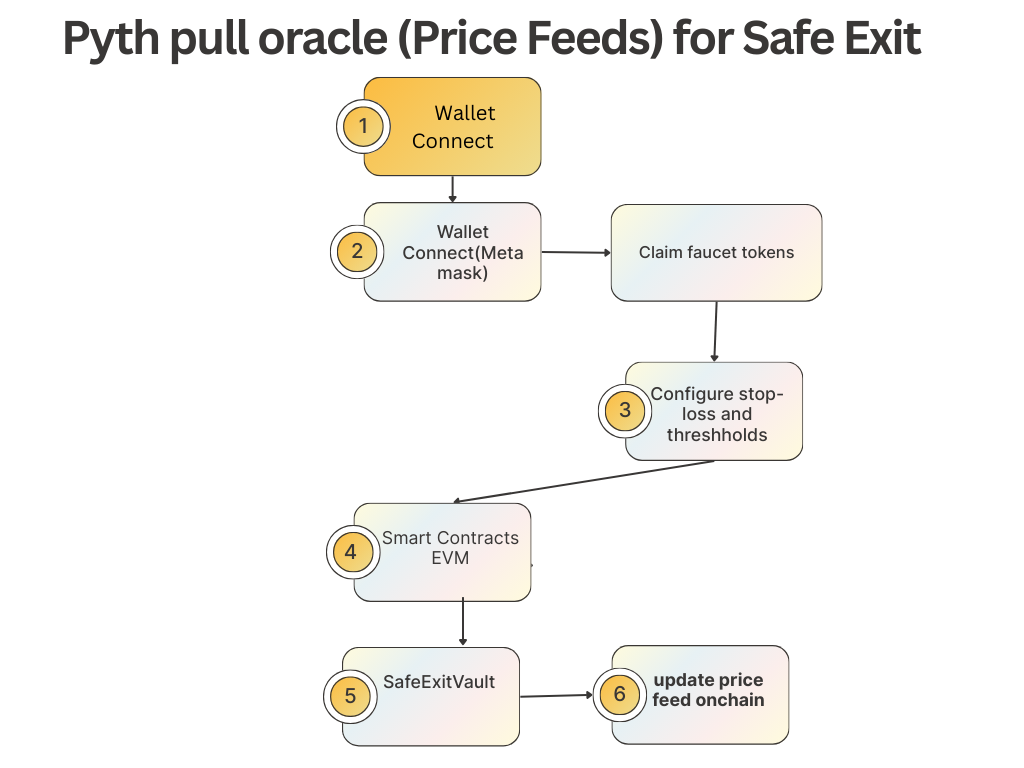 Pyth pull oracle (Price Feeds) for Safe Exit
1
Wallet
Connect
2
Wallet
Connect(Meta
mask)
Claim faucet tokens
3
Configure stop-
loss and
threshholds
4
Smart Contracts
EVM
5
SafeExitVault
6
update price
feed onchain